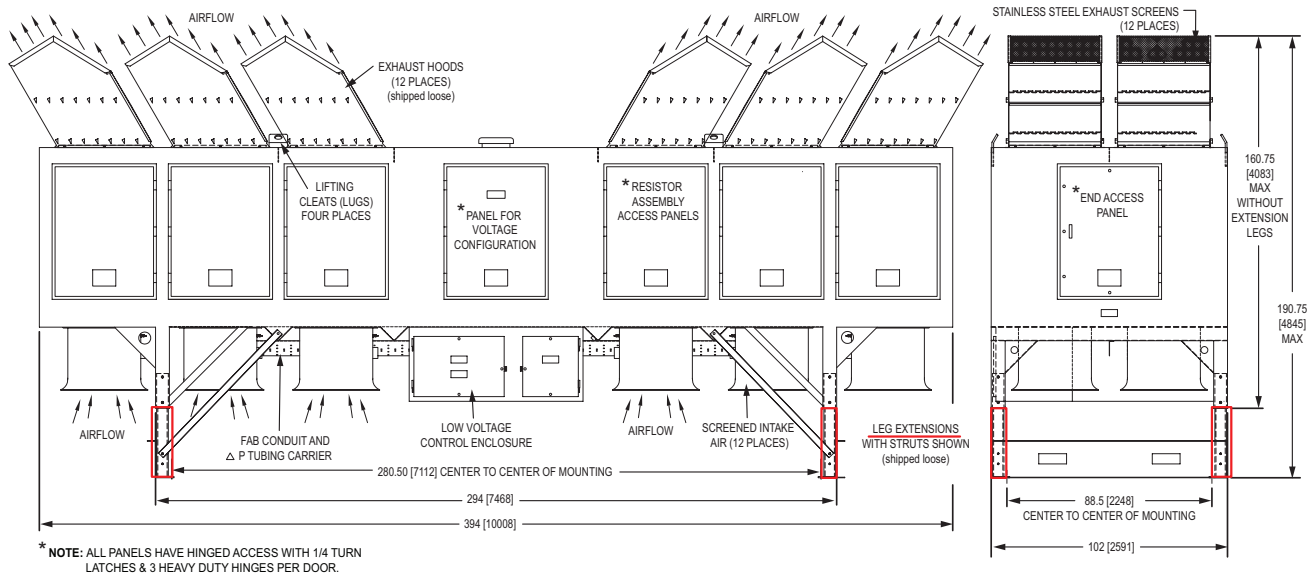 AIRFLOW
AIRFLOW
STAINLESS STEEL EXHAUST SCREENS
(12 PLACES)
EXHAUST HOODS
(12 PLACES)
(shipped loose)
LIFTING
CLEATS (LUGS)
FOUR PLACES
* PANEL FOR
VOLTAGE
CONFIGURATION
* RESISTOR
ASSEMBLY
ACCESS PANELS
* END ACCESS
PANEL
160.75
[4083]
MAX
WITHOUT
EXTENSION
LEGS
190.75
[4845]
MAX
AIRFLOW
FAB CONDUIT AND
△ P TUBING CARRIER
LOW VOLTAGE
CONTROL ENCLOSURE
AIRFLOW
SCREENED INTAKE
AIR (12 PLACES)
LEG EXTENSIONS
WITH STRUTS SHOWN
(shipped loose)
280.50 [7112] CENTER TO CENTER OF MOUNTING
294 [7468]
394 [10008]
88.5 [2248]
CENTER TO CENTER OF MOUNTING
102 [2591]
* NOTE: ALL PANELS HAVE HINGED ACCESS WITH 1/4 TURN
LATCHES & 3 HEAVY DUTY HINGES PER DOOR.